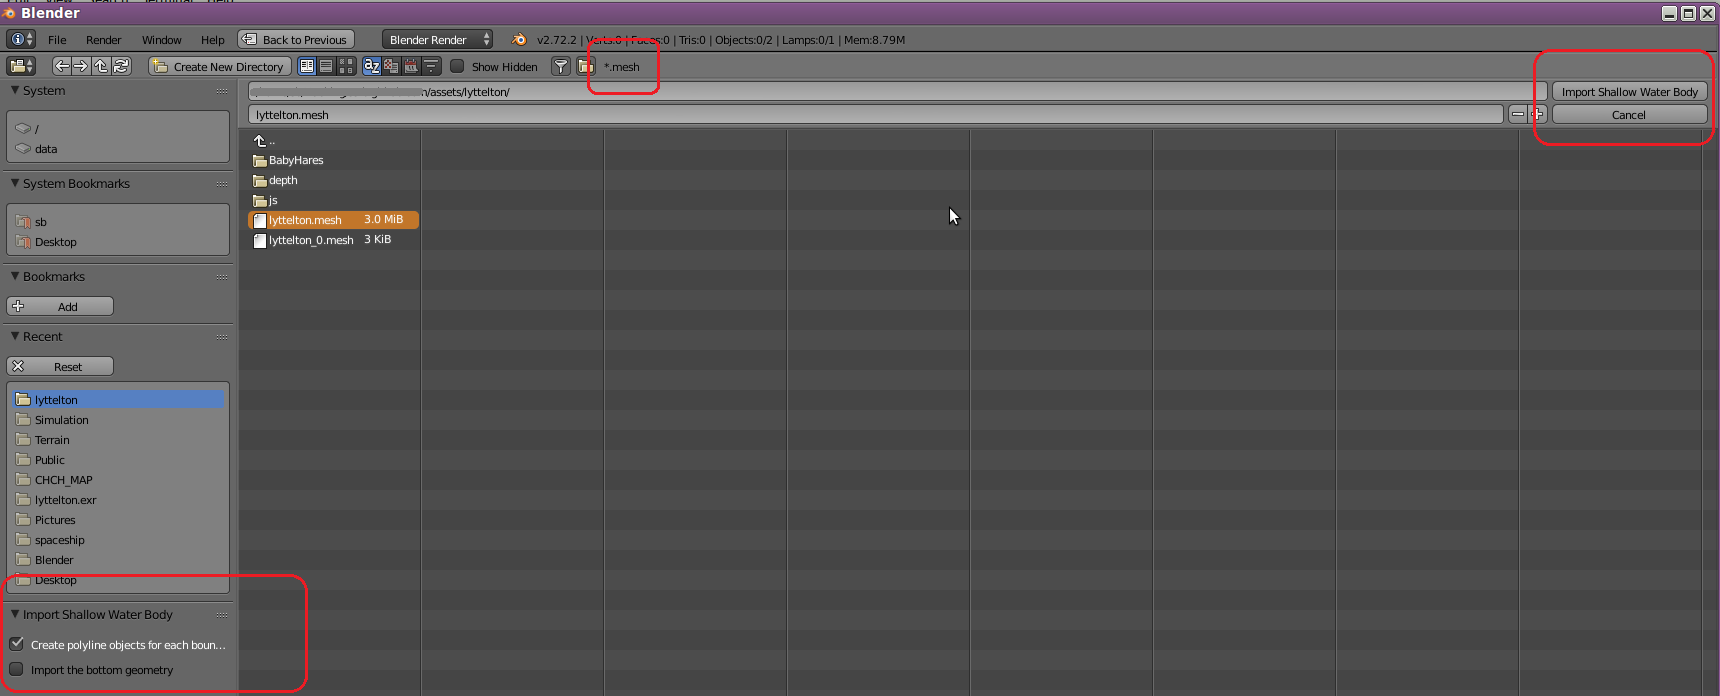 Blender
File Render Window Help Back to Previous Blender Render v2.72.2 | Verts:0 | Faces:0 | Tris:0 | Objects:0/2 | Lamps:0/1 | Mem:8.79M
Create New Directory Show Hidden *.mesh
System
/
data
System Bookmarks
sb
Desktop
Bookmarks
Add
Recent
Reset
lyttelton
Simulation
Terrain
Public
CHCH_MAP
lyttelton.exr
Pictures
spaceship
Blender
Desktop
Import Shallow Water Body
Create polyline objects for each boun...
Import the bottom geometry
/assets/lyttelton/
Import Shallow Water Body
lyttelton.mesh
Cancel
..
BabyHares
depth
js
lyttelton.mesh 3.0 MiB
lyttelton_0.mesh 3 KiB